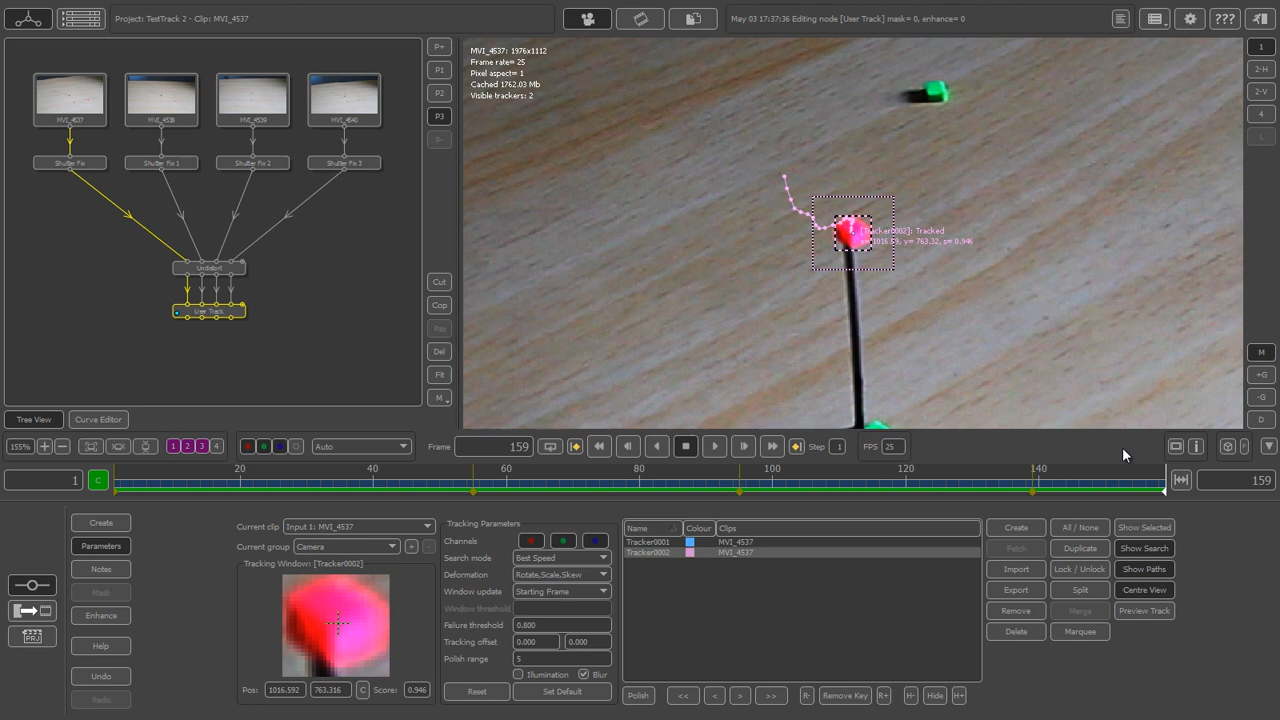 Project: TestTrack 2 - Clip: MVI_4537
May 03 17:37:36 Editing node [User Track] mask= 0, enhance= 0
???
MVI_4537 MVI_4538 MVI_4539 MVI_4540
Shutter Fix Shutter Fix 1 Shutter Fix 2 Shutter Fix 3
Undistort
User Track
P+
P1
P2
P3
P-
Cut
Cop
Pas
Del
Fit
M
MVI_4537: 1976x1112
Frame rate= 25
Pixel aspect= 1
Cached 1762.03 Mb
Visible trackers: 2
[Tracker0002]: Tracked
x= 1016.59, y= 763.32, s= 0.946
1
2-H
2-V
4
L
M
+G
-G
D
Tree View Curve Editor
155% 1 2 3 4 Auto Frame 159 Step 1 FPS 25
1 C 20 40 60 80 100 120 140 159
Create
Parameters
Notes
Mask
Enhance
Help
Undo
Redo
PRJ
Current clip Input 1: MVI_4537
Current group Camera + -
Tracking Window: [Tracker0002]
Pos: 1016.592 763.316 C Score: 0.946
Tracking Parameters
Channels
Search mode Best Speed
Deformation Rotate,Scale,Skew
Window update Starting Frame
Window threshold
Failure threshold 0.800
Tracking offset 0.000 0.000
Polish range 5
Illumination Blur
Reset Set Default
Name Colour Clips
Tracker0001 MVI_4537
Tracker0002 MVI_4537
Polish << < > >> R- Remove Key R+ H- Hide H+
Create All / None Show Selected
Fetch Duplicate Show Search
Import Lock / Unlock Show Paths
Export Split Centre View
Remove Merge Preview Track
Delete Marquee